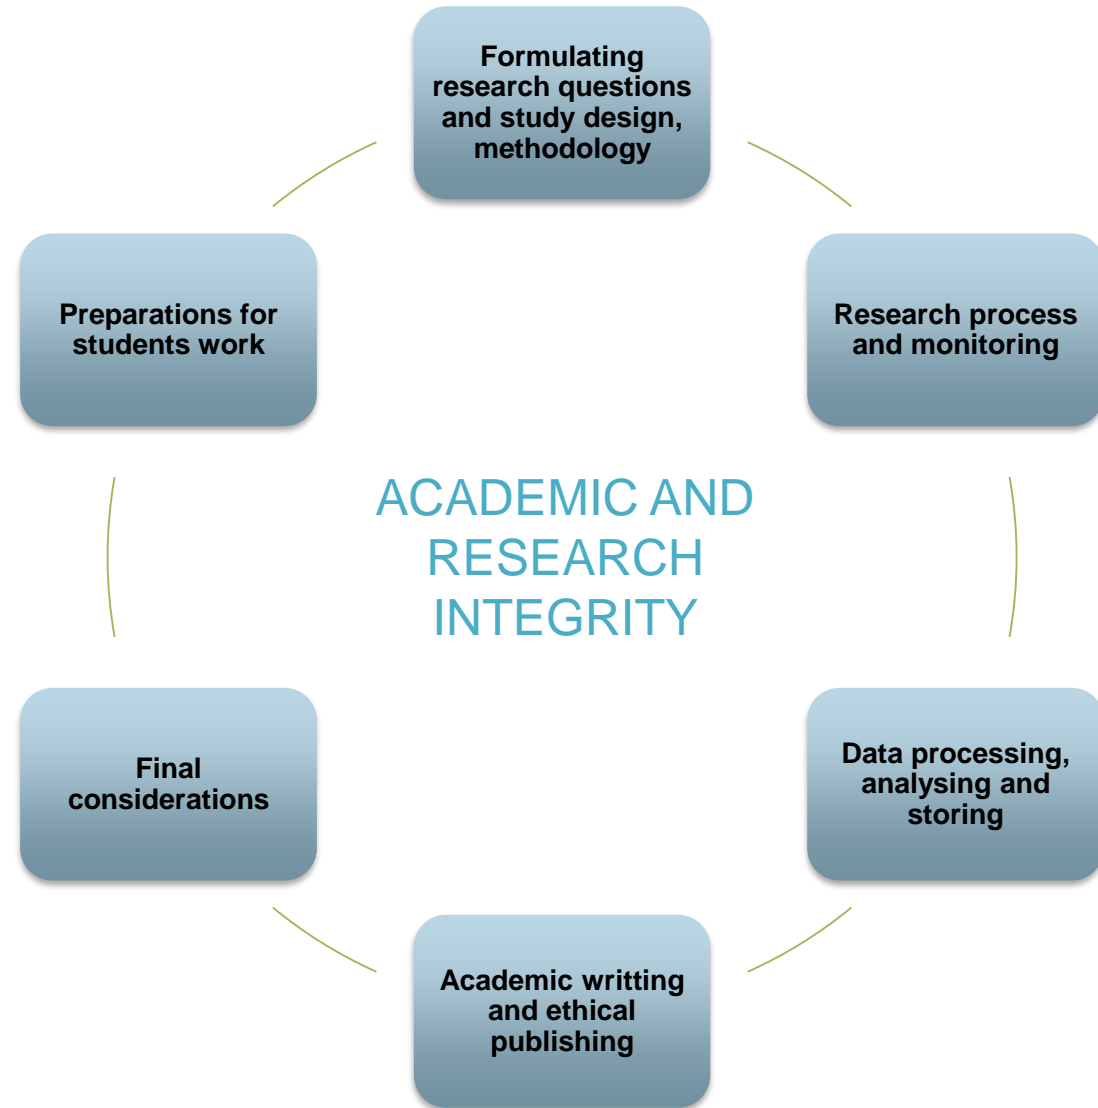 Formulating
research questions
and study design,
methodology
Research process
and monitoring
Data processing,
analysing and
storing
Academic writting
and ethical
publishing
Final
considerations
Preparations for
students work
ACADEMIC AND
RESEARCH
INTEGRITY